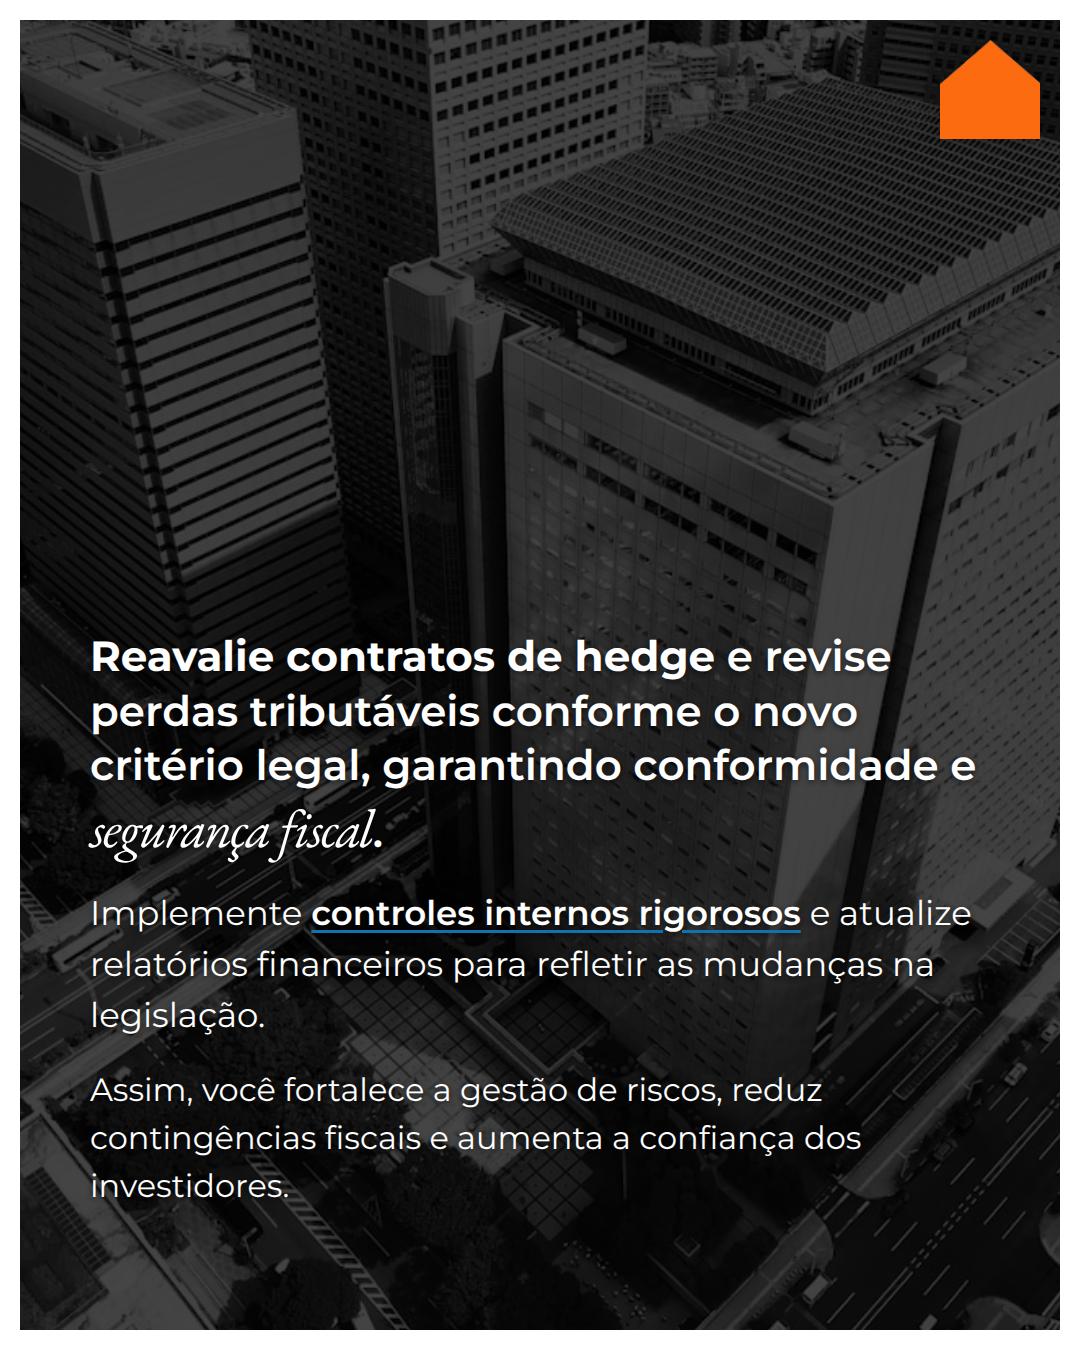 Reavalie contratos de hedge e revise
perdas tributáveis conforme o novo
critério legal, garantindo conformidade e
segurança fiscal.
Implemente controles internos rigorosos e atualize
relatórios financeiros para refletir as mudanças na
legislação.
Assim, você fortalece a gestão de riscos, reduz
contingências fiscais e aumenta a confiança dos
investidores.